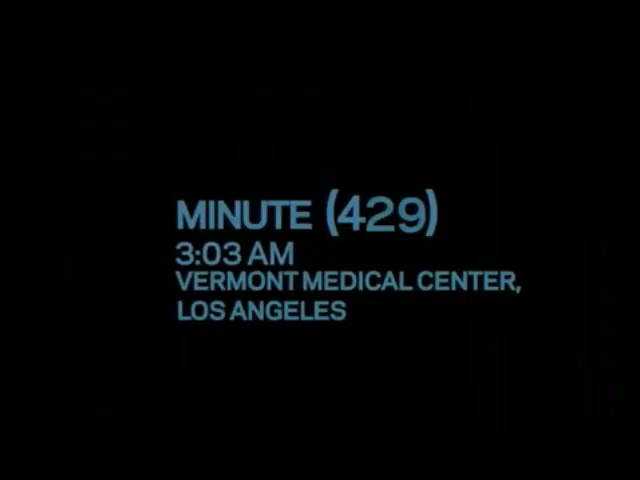 MINUTE (429)
3:03 AM
VERMONT MEDICAL CENTER,
LOS ANGELES